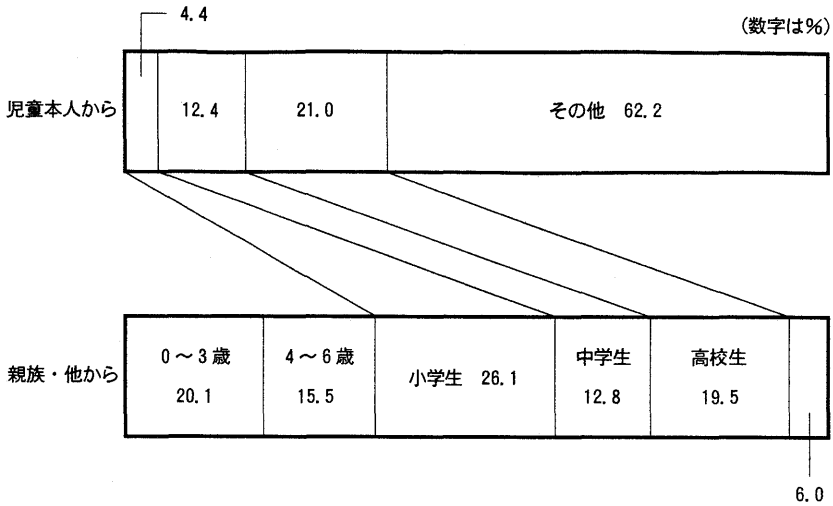 4.4
(数字は%)
児童本人から
12.4
21.0
その他 62.2
親族・他から
0〜3歳
20.1
4〜6歳
15.5
小学生 26.1
中学生
12.8
高校生
19.5
6.0